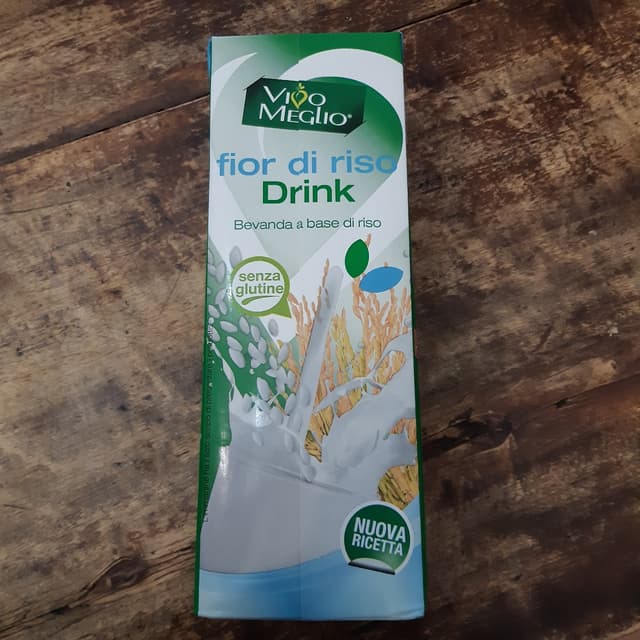 VIVO
MEGLIO®
fior di riso
Drink
Bevanda a base di riso
senza
glutine
NUOVA
RICETTA